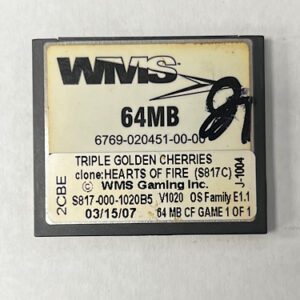 WMS
64MB
6769-020451-00-00
TRIPLE GOLDEN CHERRIES
clone:HEARTS OF FIRE (S817C)
© WMS Gaming Inc.
S817-000-1020B5 V1020 OS Family E1.1
03/15/07 64 MB CF GAME 1 OF 1
2CBE
J-1004